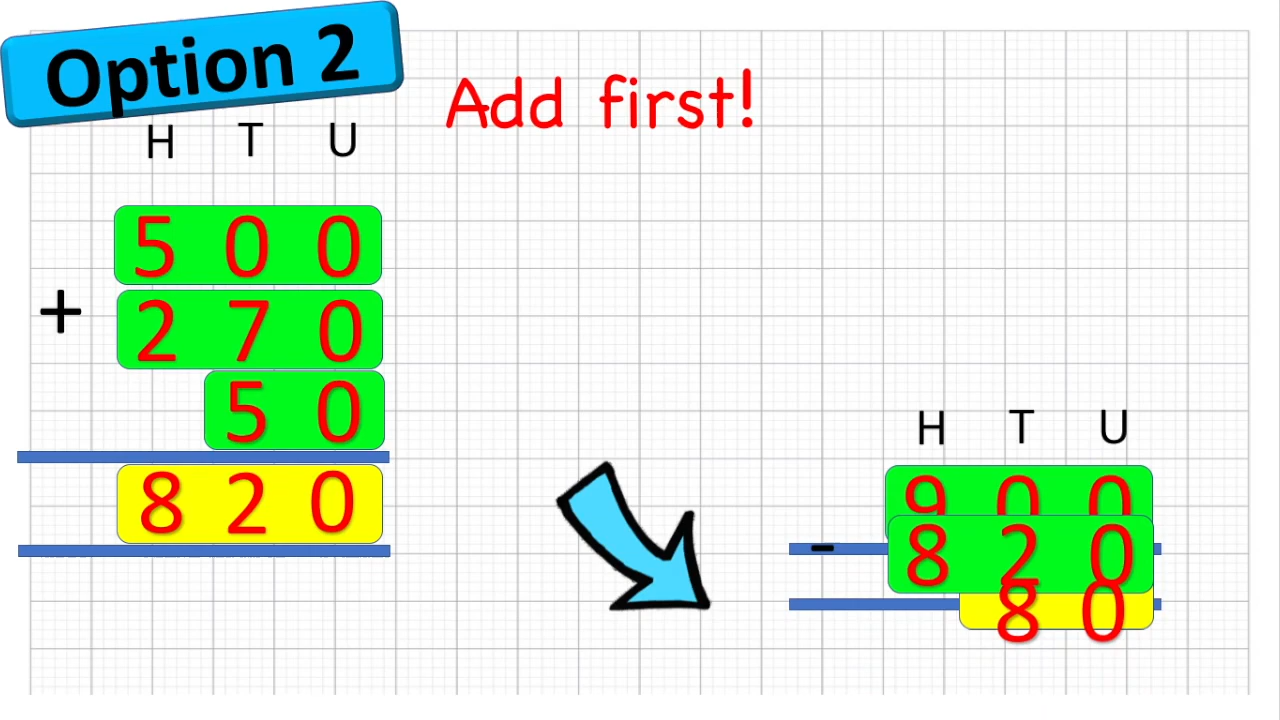 Option 2
Add first!
H T U
5 0 0
+
2 7 0
5 0
8 2 0
H T U
9 0 0
-
8 2 0
8 0